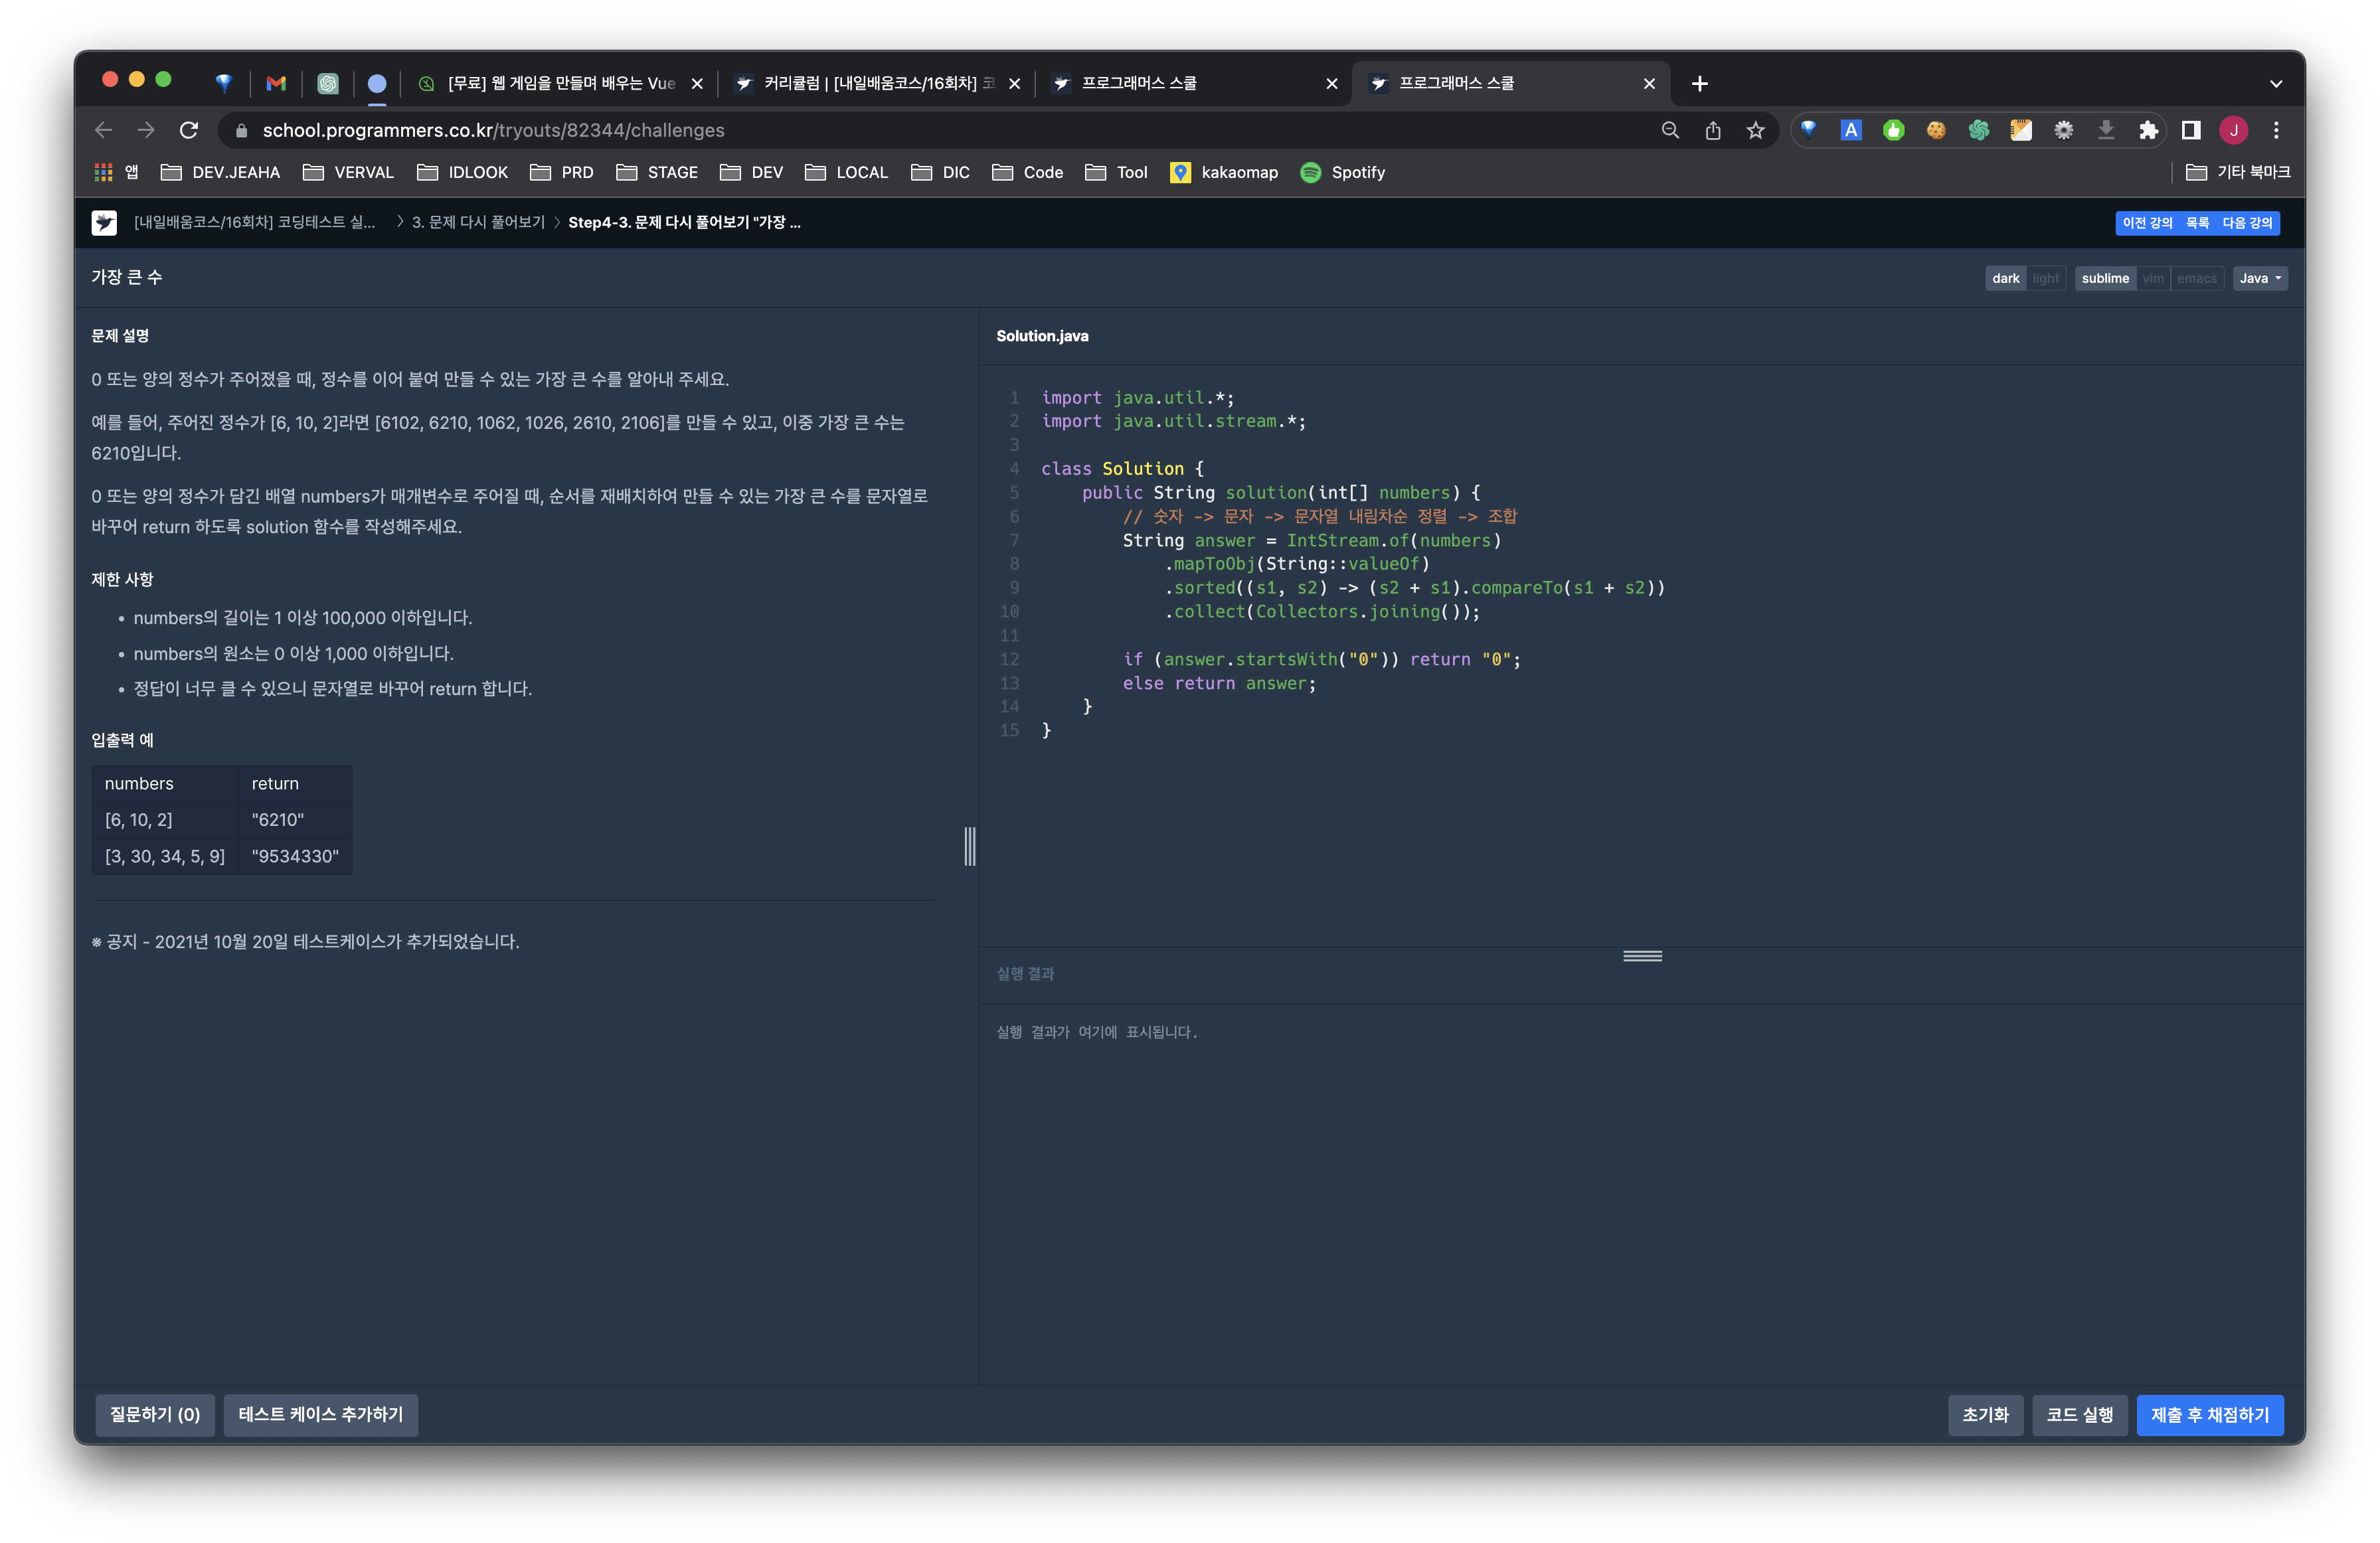 [무료] 웹 게임을 만들며 배우는 Vue
커리큘럼 | [내일배움코스/16회차] 코
프로그래머스 스쿨
프로그래머스 스쿨
school.programmers.co.kr/tryouts/82344/challenges
A
J
앱 DEV.JEAHA VERVAL IDLOOK PRD STAGE DEV LOCAL DIC Code Tool kakaomap Spotify 기타 북마크
[내일배움코스/16회차] 코딩테스트 실... > 3. 문제 다시 풀어보기 > Step4-3. 문제 다시 풀어보기 "가장 ...
이전 강의 목록 다음 강의
가장 큰 수
dark light sublime vim emacs Java
문제 설명
0 또는 양의 정수가 주어졌을 때, 정수를 이어 붙여 만들 수 있는 가장 큰 수를 알아내 주세요.
예를 들어, 주어진 정수가 [6, 10, 2]라면 [6102, 6210, 1062, 1026, 2610, 2106]를 만들 수 있고, 이중 가장 큰 수는
6210입니다.
0 또는 양의 정수가 담긴 배열 numbers가 매개변수로 주어질 때, 순서를 재배치하여 만들 수 있는 가장 큰 수를 문자열로
바꾸어 return 하도록 solution 함수를 작성해주세요.
제한 사항
• numbers의 길이는 1 이상 100,000 이하입니다.
• numbers의 원소는 0 이상 1,000 이하입니다.
• 정답이 너무 클 수 있으니 문자열로 바꾸어 return 합니다.
입출력 예
numbers return
[6, 10, 2] "6210"
[3, 30, 34, 5, 9] "9534330"
※ 공지 - 2021년 10월 20일 테스트케이스가 추가되었습니다.
Solution.java
1 import java.util.*;
2 import java.util.stream.*;
3
4 class Solution {
5     public String solution(int[] numbers) {
6         // 숫자 -> 문자 -> 문자열 내림차순 정렬 -> 조합
7         String answer = IntStream.of(numbers)
8             .mapToObj(String::valueOf)
9             .sorted((s1, s2) -> (s2 + s1).compareTo(s1 + s2))
10             .collect(Collectors.joining());
11
12         if (answer.startsWith("0")) return "0";
13         else return answer;
14     }
15 }
실행 결과
실행 결과가 여기에 표시됩니다.
질문하기 (0) 테스트 케이스 추가하기 초기화 코드 실행 제출 후 채점하기